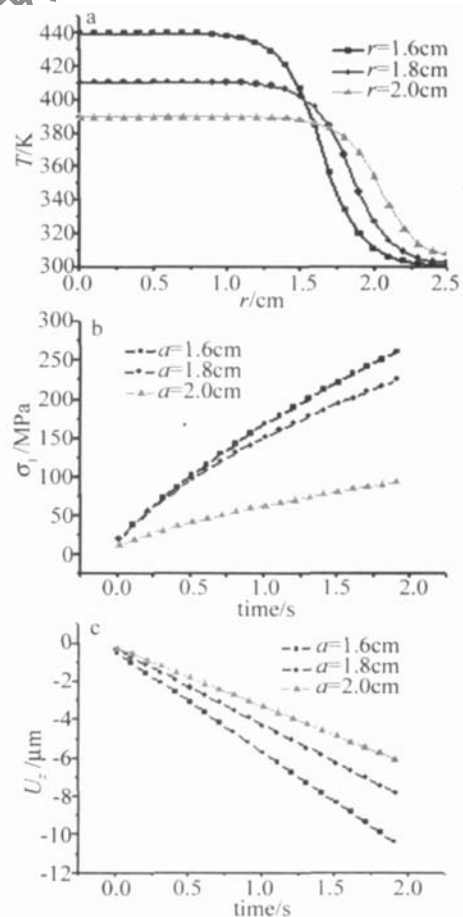 a
440
420
400
380
360
340
320
300
T/K
r=1.6cm
r=1.8cm
r=2.0cm
0.0 0.5 1.0 1.5 2.0 2.5
r/cm
b
300
250
200
150
100
50
0
σ₁/MPa
a=1.6cm
a=1.8cm
a=2.0cm
0.0 0.5 1.0 1.5 2.0
time/s
c
0
-2
-4
-6
-8
-10
-12
U_z/μm
a=1.6cm
a=1.8cm
a=2.0cm
0.0 0.5 1.0 1.5 2.0
time/s